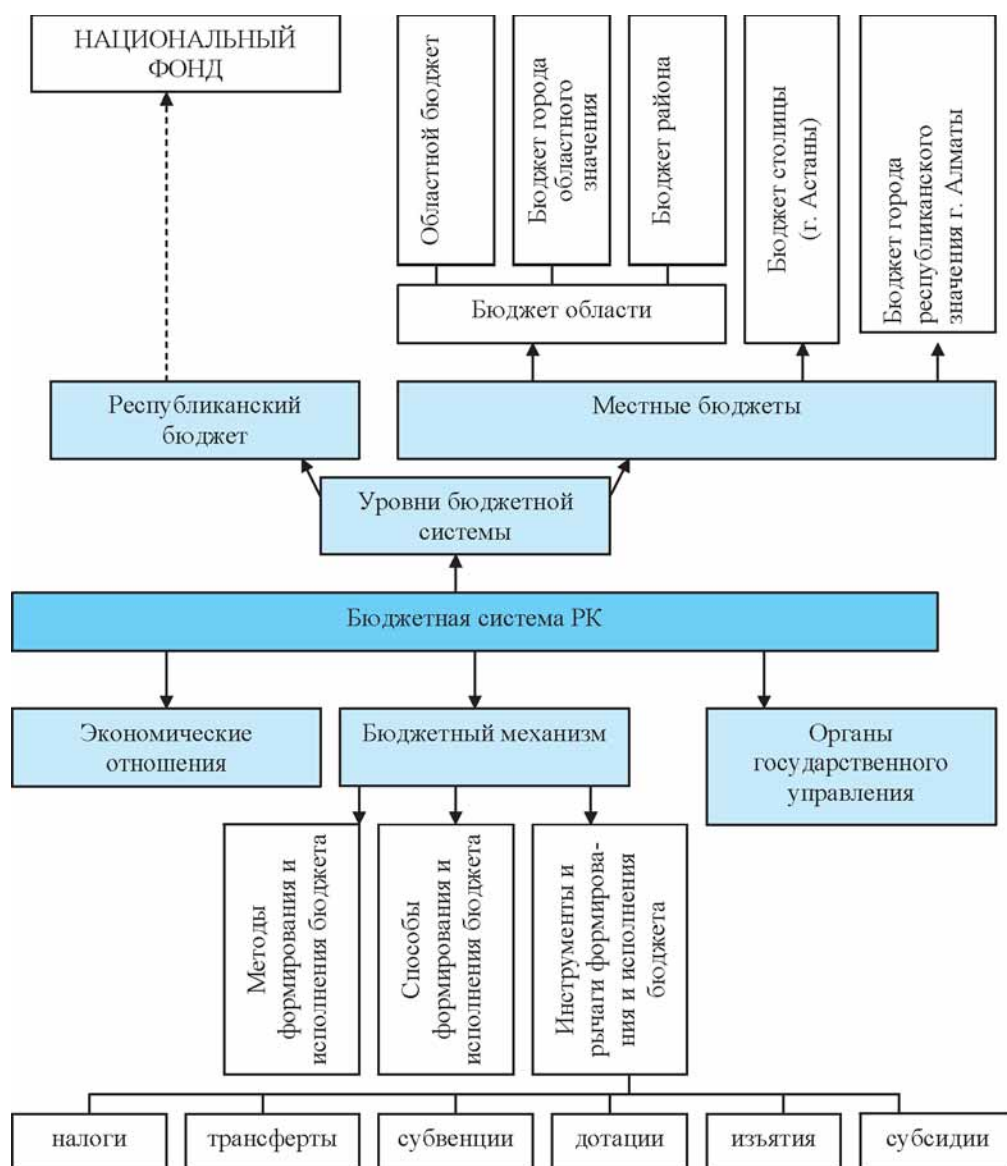 НАЦИОНАЛЬНЫЙ
ФОНД
Областной бюджет
Бюджет города
областного
значения
Бюджет района
Бюджет столицы
(г. Астаны)
Бюджет города
республиканского
значения г. Алматы
Бюджет области
Республиканский
бюджет
Местные бюджеты
Уровни бюджетной
системы
Бюджетная система РК
Экономические
отношения
Бюджетный механизм
Органы
государственного
управления
Методы
формирования и
исполнения бюджета
Способы
формирования и
исполнения бюджета
Инструменты и
рычаги формирова-
ния и исполнения
бюджета
налоги
трансферты
субвенции
дотации
изъятия
субсидии